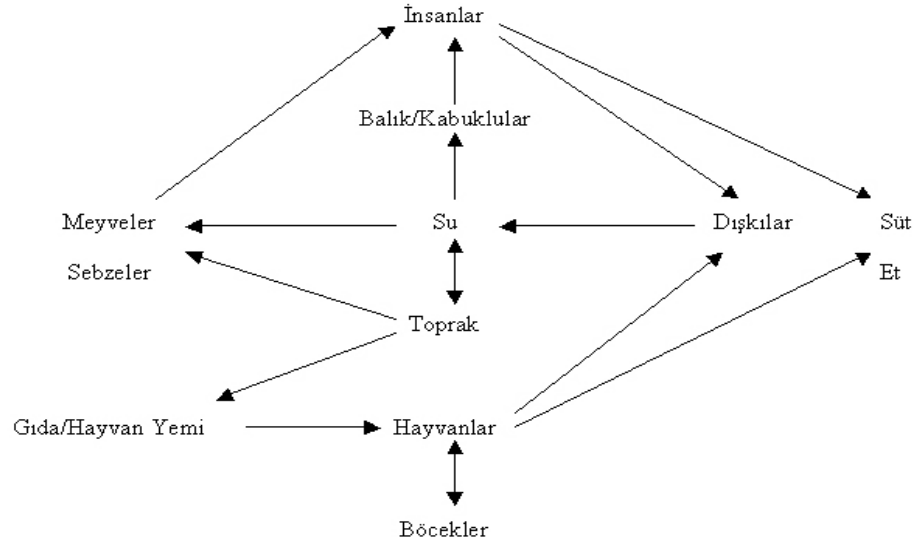 İnsanlar
Balık/Kabuklular
Meyveler
Su
Dışkılar
Süt
Sebzeler
Et
Toprak
Gıda/Hayvan Yemi
Hayvanlar
Böcekler